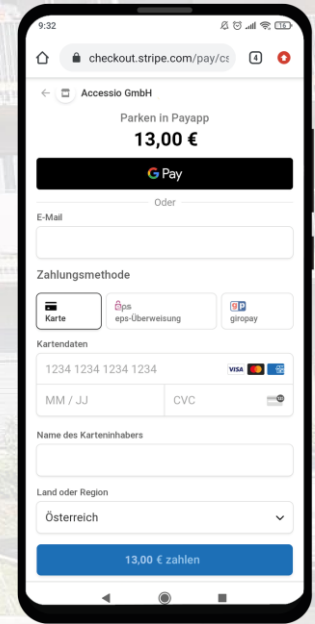 9:32
16
checkout.stripe.com/pay/cs
4
Accessio GmbH
Parken in Payapp
13,00 €
G Pay
Oder
E-Mail
Zahlungsmethode
Karte
eps
eps-Überweisung
giropay
Kartendaten
1234 1234 1234 1234
VISA
MM / JJ
CVC
Name des Karteninhabers
Land oder Region
Österreich
13,00 € zahlen